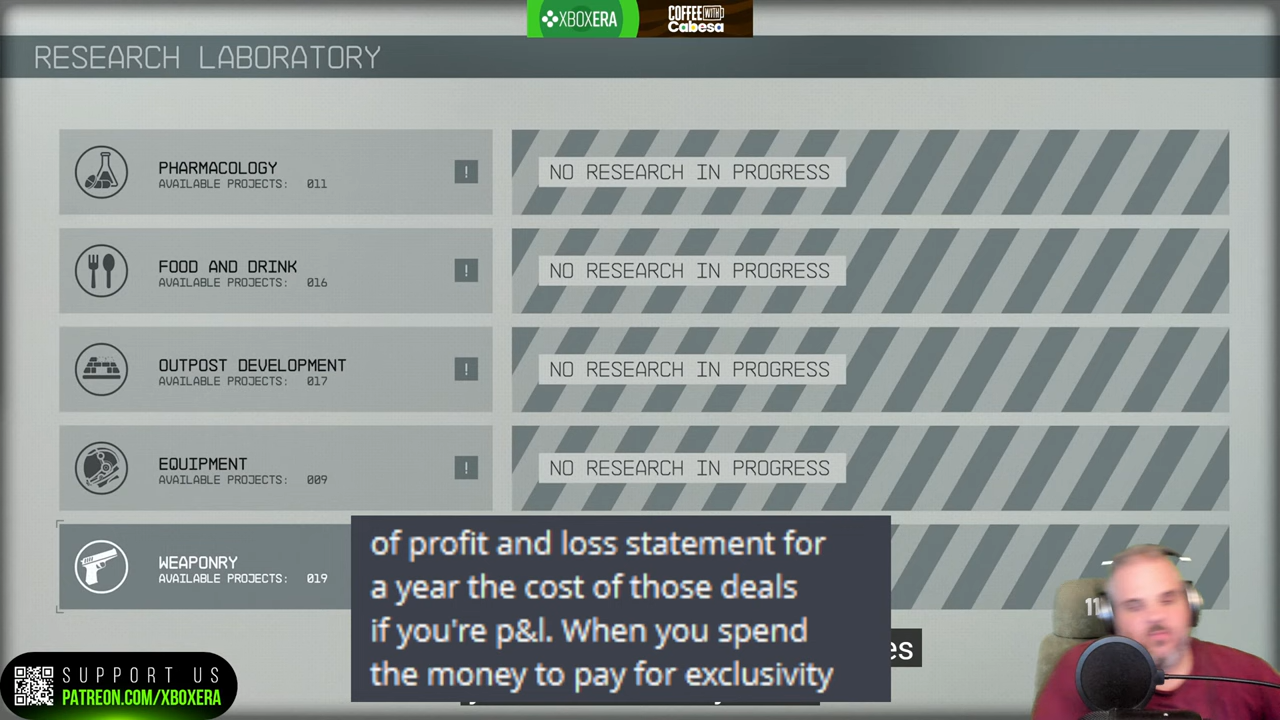 XBOXERA
COFFEE WITH
Cabesa
RESEARCH LABORATORY
PHARMACOLOGY
AVAILABLE PROJECTS: 011
!
NO RESEARCH IN PROGRESS
FOOD AND DRINK
AVAILABLE PROJECTS: 016
!
NO RESEARCH IN PROGRESS
OUTPOST DEVELOPMENT
AVAILABLE PROJECTS: 017
!
NO RESEARCH IN PROGRESS
EQUIPMENT
AVAILABLE PROJECTS: 009
!
NO RESEARCH IN PROGRESS
WEAPONRY
AVAILABLE PROJECTS: 019
of profit and loss statement for
a year the cost of those deals
if you're p&l. When you spend
the money to pay for exclusivity
SUPPORT US
PATREON.COM/XBOXERA